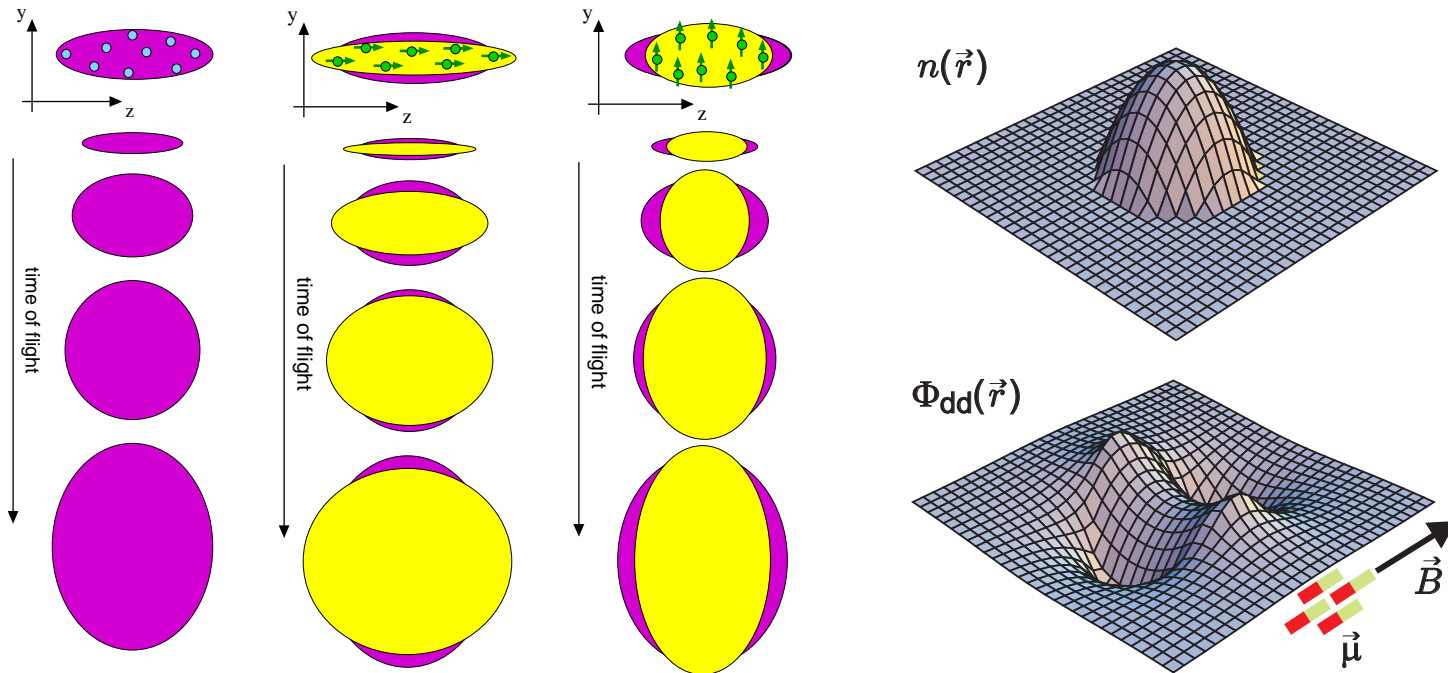 y
z
time of flight
y
z
time of flight
y
z
time of flight
n(r⃗)
Φdd(r⃗)
B⃗
μ⃗